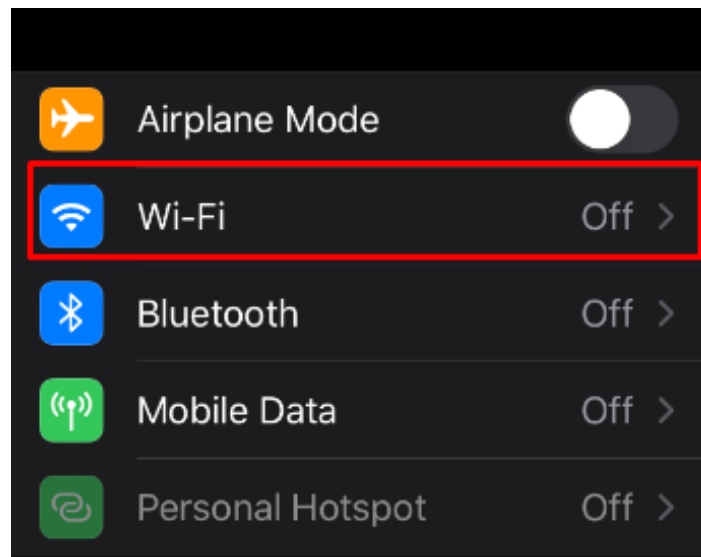 Airplane Mode
Wi-Fi Off
Bluetooth Off
Mobile Data Off
Personal Hotspot Off